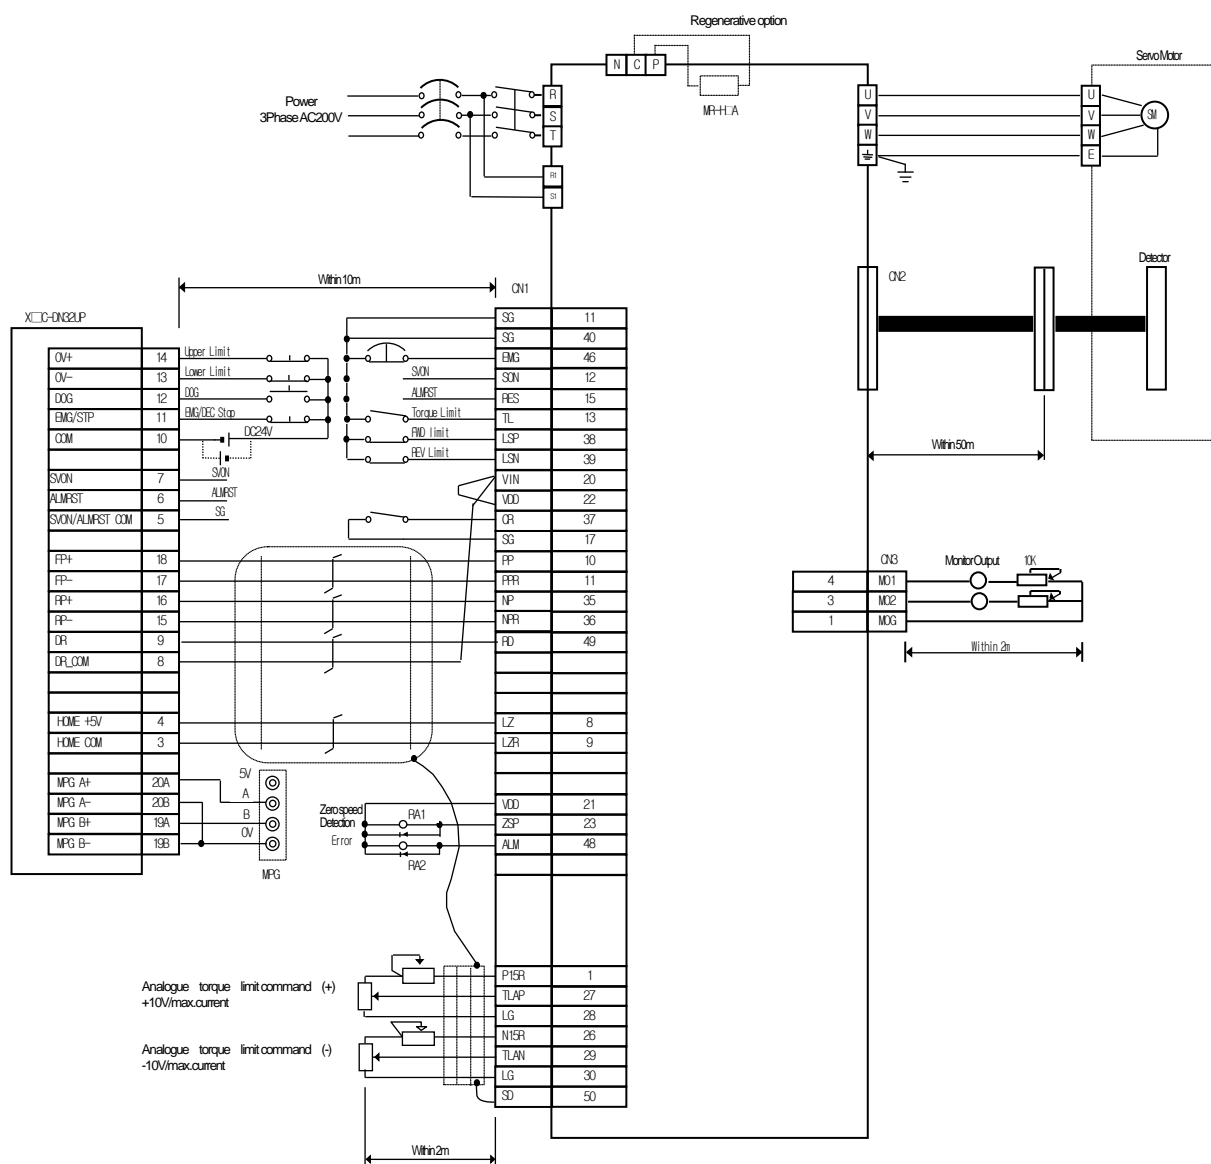 Regenerative option
N C P
Servo Motor
MR-H□A
Power
3Phase AC200V
R
S
T
R1
S1
U
V
W
U
V
W
E
SM
Detector
Within 10m
CN1
CN2
Within 50m
X□C-DN32UP
OV+ 14 Upper Limit
OV- 13 Lower Limit
DOG 12 DOG
EMG/STP 11 EMG/DEC Stop
COM 10 DC24V
SVON 7 SVON
ALMRST 6 ALMRST
SVON/ALMRST COM 5 SG
FP+ 18
FP- 17
RP+ 16
RP- 15
DR 9
DR_COM 8
HOME +5V 4
HOME COM 3
MPG A+ 20A
MPG A- 20B
MPG B+ 19A
MPG B- 19B
5V
A
B
0V
MPG
SG 11
SG 40
EMG 46
SVON SON 12
ALMRST RES 15
Torque Limit TL 13
FWD limit LSP 38
REV Limit LSN 39
VIN 20
VDD 22
CR 37
SG 17
PP 10
PPR 11
NP 35
NPR 36
RD 49
LZ 8
LZR 9
VDD 21
Zero speed
Detection
RA1
ZSP 23
Error
ALM 48
RA2
P15R 1
TLAP 27
LG 28
N15R 26
TLAN 29
LG 30
SD 50
Analogue torque limit command (+)
+10V/max.current
Analogue torque limit command (-)
-10V/max.current
Within 2m
CN3
Monitor Output
10K
4 MO1
3 MO2
1 MOG
Within 2m